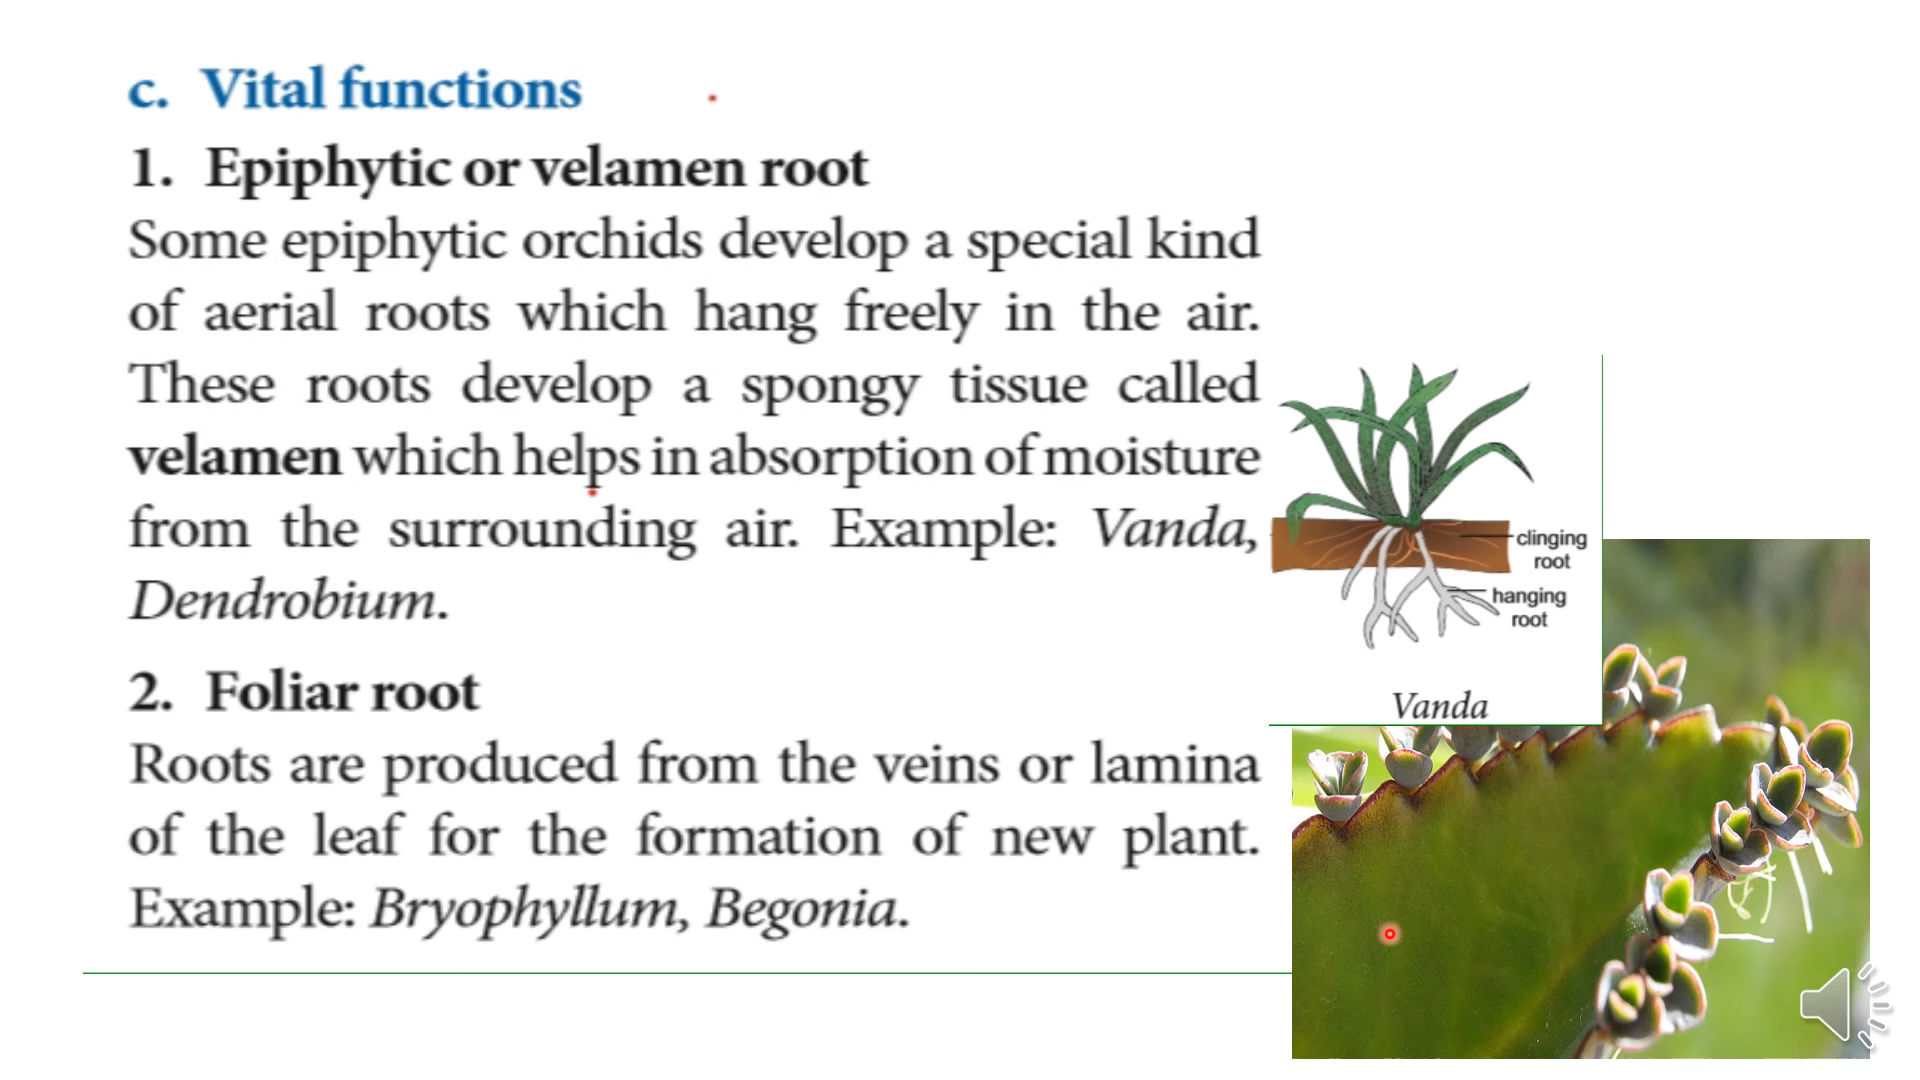 c. Vital functions
1. Epiphytic or velamen root
Some epiphytic orchids develop a special kind
of aerial roots which hang freely in the air.
These roots develop a spongy tissue called
velamen which helps in absorption of moisture
from the surrounding air. Example: Vanda,
Dendrobium.
2. Foliar root
Roots are produced from the veins or lamina
of the leaf for the formation of new plant.
Example: Bryophyllum, Begonia.
clinging
root
hanging
root
Vanda